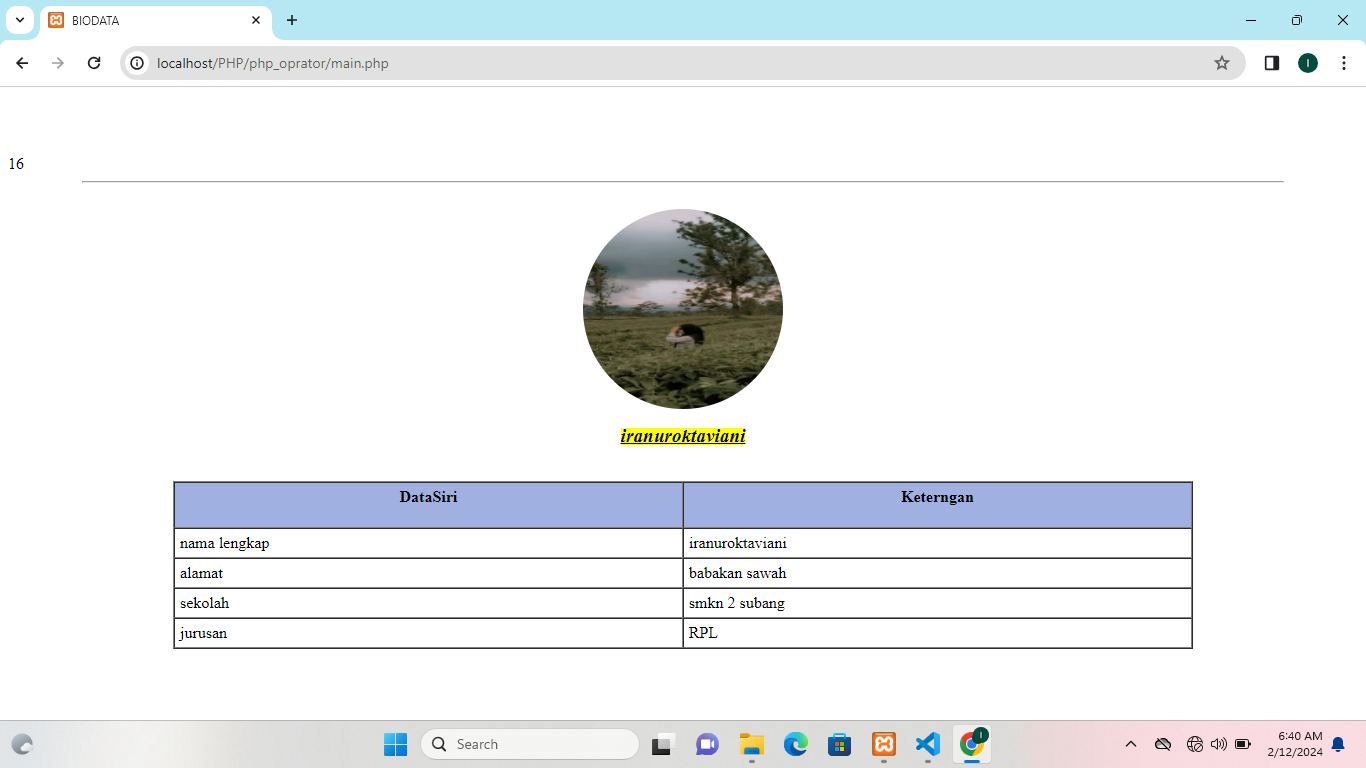 BIODATA
localhost/PHP/php_oprator/main.php
I
16
iranuroktaviani
DataSiri Keterngan
nama lengkap iranuroktaviani
alamat babakan sawah
sekolah smkn 2 subang
jurusan RPL
Search
I
6:40 AM
2/12/2024